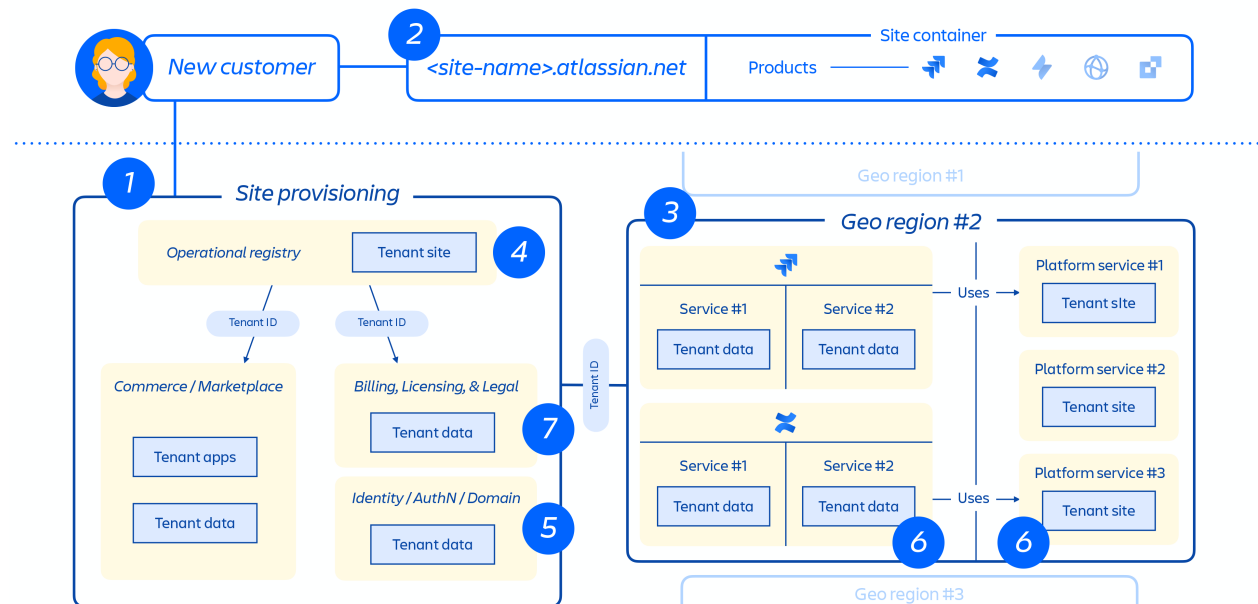 2
Site container
New customer
<site-name>.atlassian.net
Products
1
Site provisioning
Operational registry
Tenant site
4
Tenant ID
Tenant ID
Commerce / Marketplace
Tenant apps
Tenant data
Billing, Licensing, & Legal
Tenant data
7
Identity / AuthN / Domain
Tenant data
5
Tenant ID
Geo region #1
3
Geo region #2
Service #1
Tenant data
Service #2
Tenant data
Uses
Service #1
Tenant data
Service #2
Tenant data
Uses
6
Platform service #1
Tenant sIte
Platform service #2
Tenant site
Platform service #3
Tenant site
6
Geo region #3